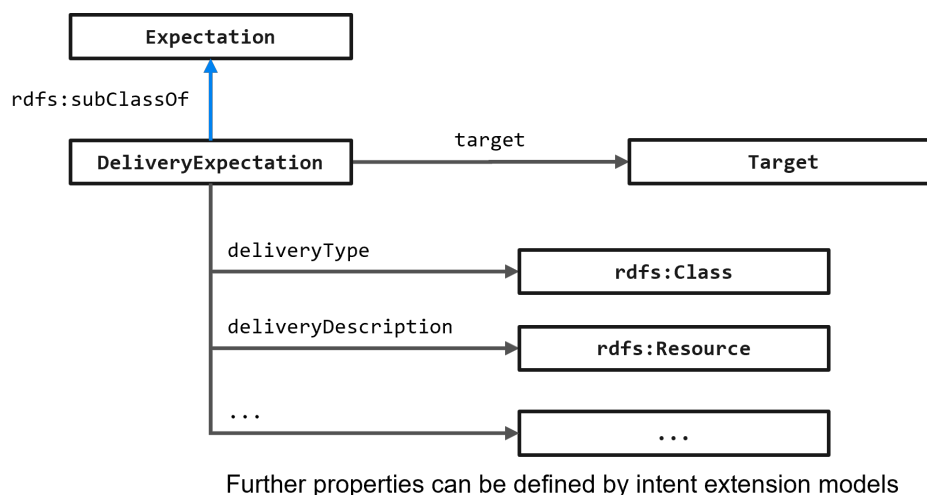 Expectation
rdfs:subClassOf
target
DeliveryExpectation
Target
deliveryType
rdfs:Class
deliveryDescription
rdfs:Resource
...
...
Further properties can be defined by intent extension models